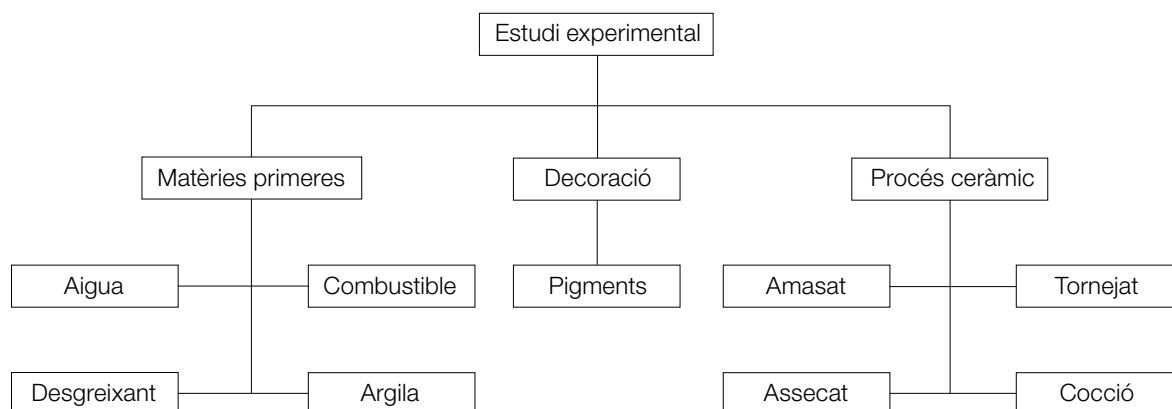 Estudi experimental
Matèries primeres
Decoració
Procés ceràmic
Aigua
Combustible
Pigments
Amasat
Tornejat
Desgreixant
Argila
Assecat
Cocció